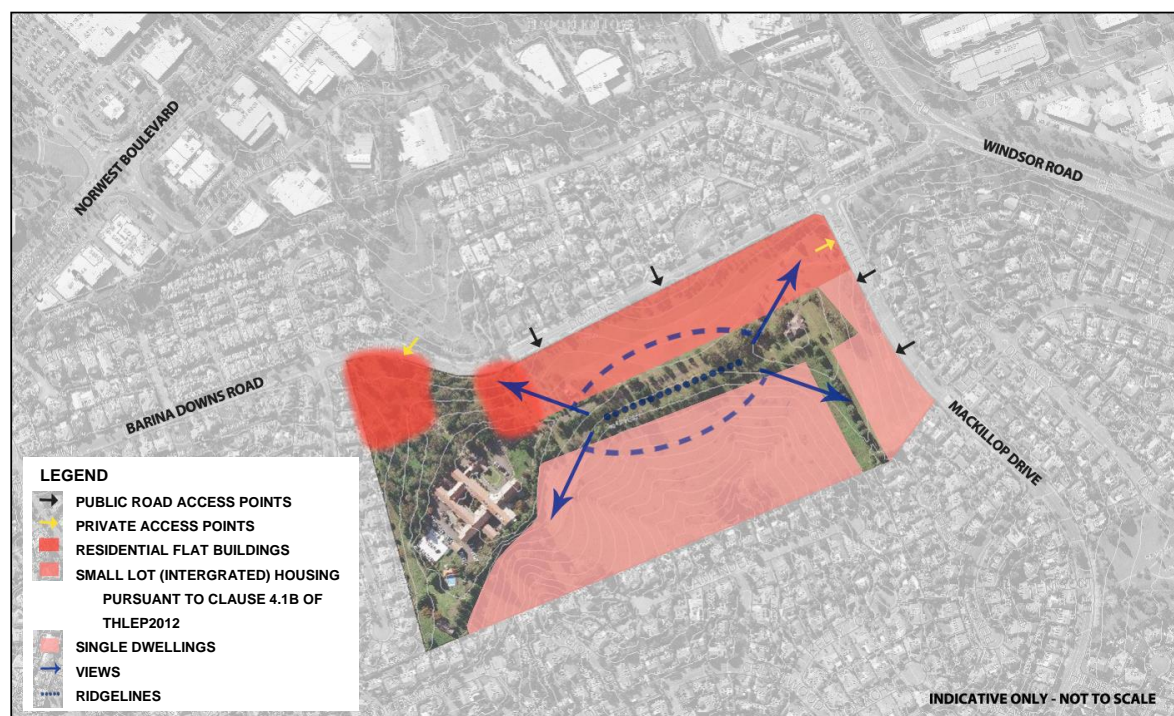 NORWEST BOULEVARD
WINDSOR ROAD
BARINA DOWNS ROAD
MACKILLOP DRIVE
LEGEND
PUBLIC ROAD ACCESS POINTS
PRIVATE ACCESS POINTS
RESIDENTIAL FLAT BUILDINGS
SMALL LOT (INTERGRATED) HOUSING
PURSUANT TO CLAUSE 4.1B OF
THLEP2012
SINGLE DWELLINGS
VIEWS
RIDGELINES
INDICATIVE ONLY - NOT TO SCALE